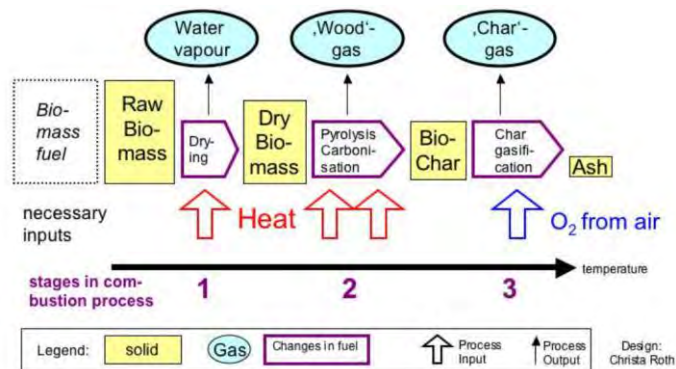 Water
vapour
‚Wood‘-
gas
‚Char‘-
gas
Bio-
mass
fuel
Raw
Bio-
mass
Dry-
ing
Dry
Bio-
mass
Pyrolysis
Carboni-
sation
Bio-
Char
Char
gasifi-
cation
Ash
necessary
inputs
Heat
O₂ from air
temperature
stages in com-
bustion process
1
2
3
Legend:
solid
Gas
Changes in fuel
Process
Input
Process
Output
Design:
Christa Roth